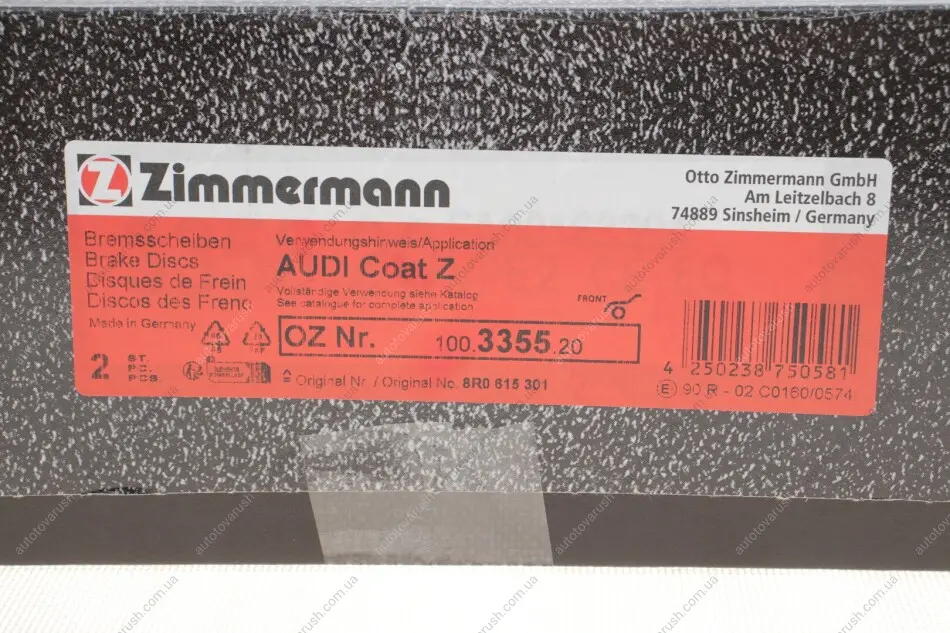 Z Zimmermann
Otto Zimmermann GmbH
Am Leitzelbach 8
74889 Sinsheim / Germany
Bremsscheiben
Brake Discs
Disques de Frein
Discos des Freno
Made in Germany
2 ST.
PC.
PCS.
Verwendungshinweis/Application
AUDI Coat Z
Vollständige Verwendung siehe Katalog
See catalogue for complete application
FRONT
OZ Nr. 100.3355.20
Original Nr. / Original No. 8R0 615 301
4 250238 750581
E 90 R - 02 C0160/0574
autotovarush.com.ua